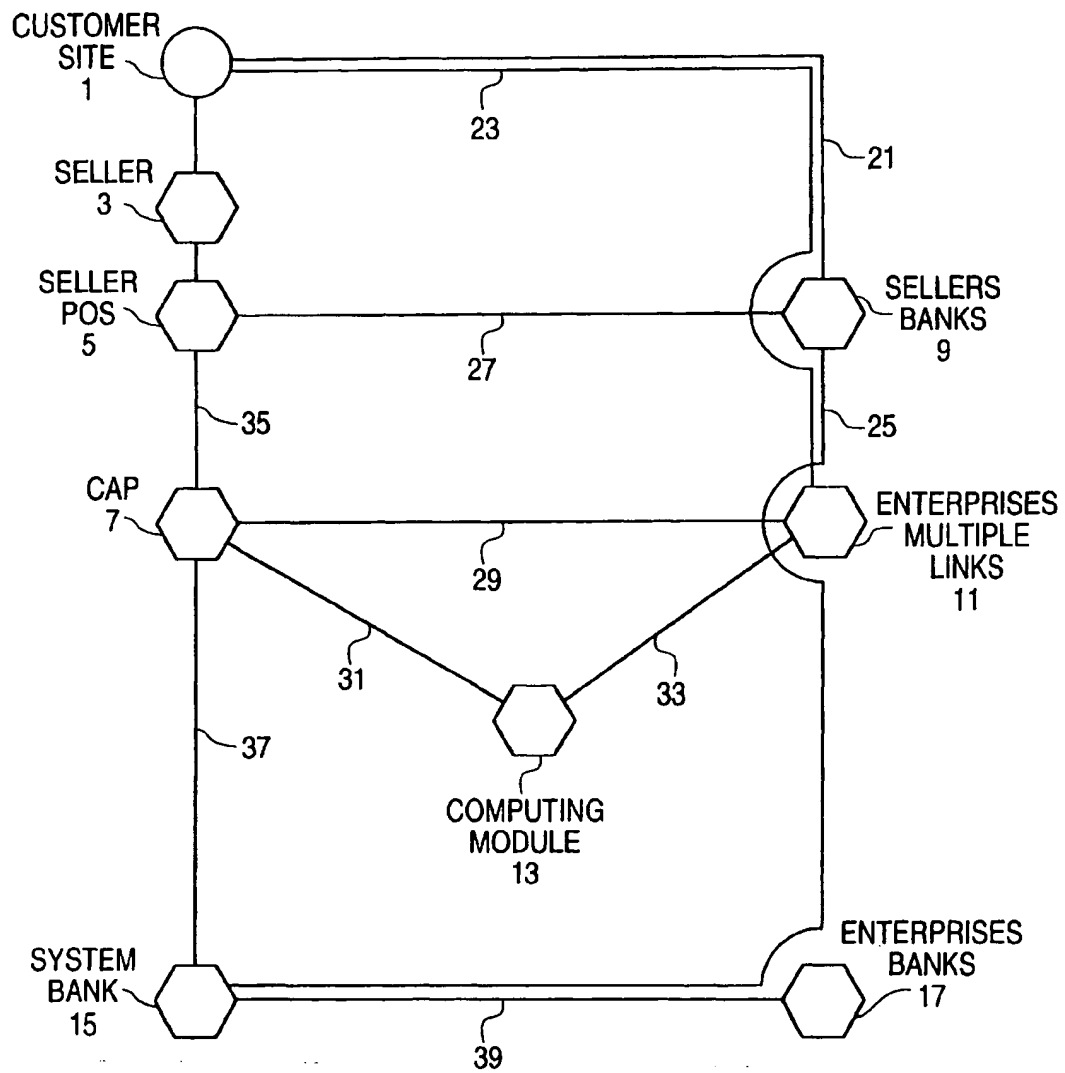 CUSTOMER
SITE
1
23
21
SELLER
3
SELLER
POS
5
27
SELLERS
BANKS
9
35
25
CAP
7
29
ENTERPRISES
MULTIPLE
LINKS
11
31
33
37
COMPUTING
MODULE
13
SYSTEM
BANK
15
39
ENTERPRISES
BANKS
17